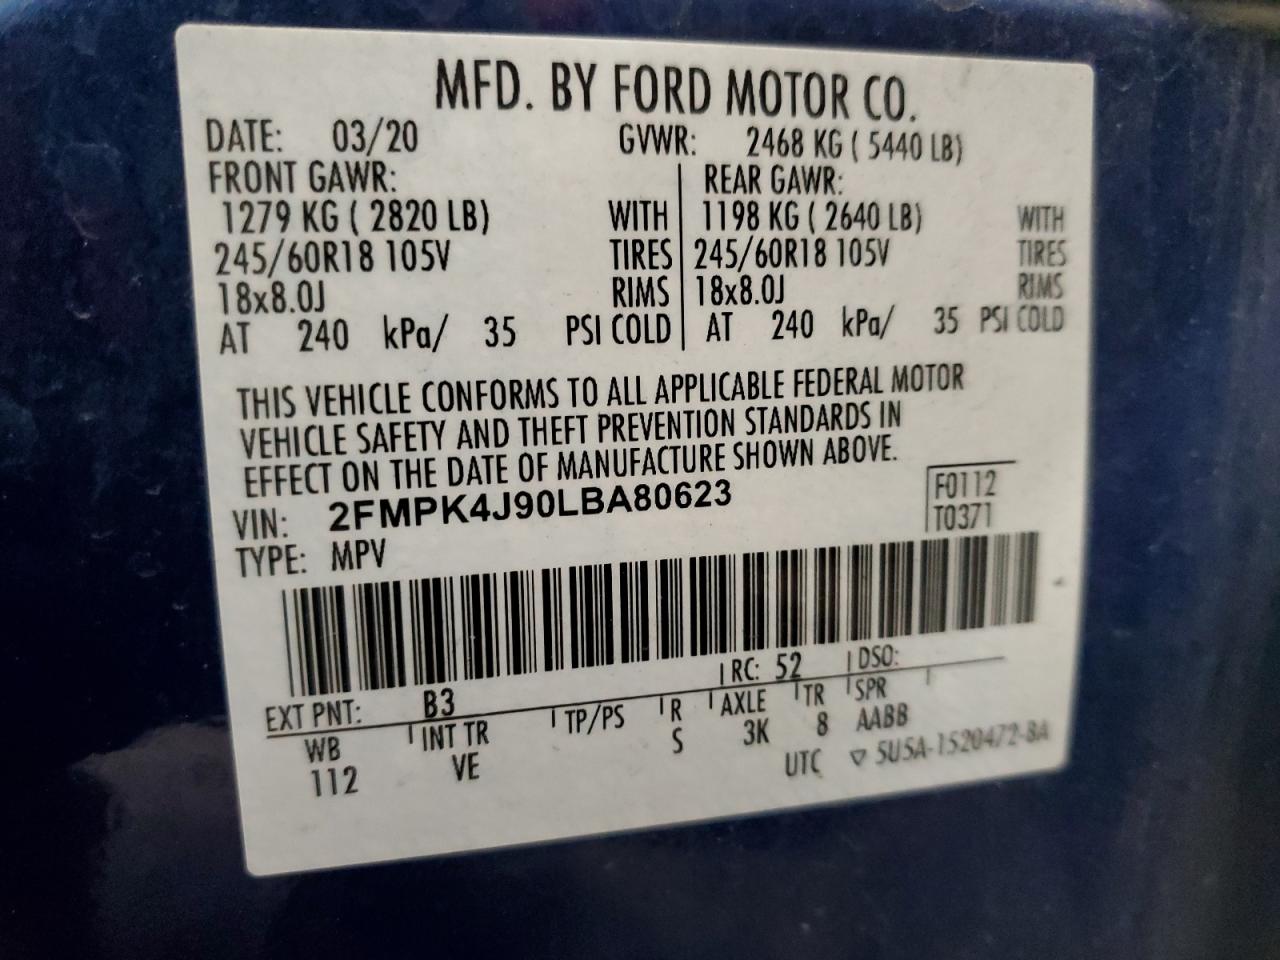 MFD. BY FORD MOTOR CO.
DATE: 03/20 GVWR: 2468 KG ( 5440 LB)
FRONT GAWR: REAR GAWR:
1279 KG ( 2820 LB) WITH 1198 KG ( 2640 LB) WITH
245/60R18 105V TIRES 245/60R18 105V TIRES
18x8.0J RIMS 18x8.0J RIMS
AT 240 kPa/ 35 PSI COLD AT 240 kPa/ 35 PSI COLD
THIS VEHICLE CONFORMS TO ALL APPLICABLE FEDERAL MOTOR
VEHICLE SAFETY AND THEFT PREVENTION STANDARDS IN
EFFECT ON THE DATE OF MANUFACTURE SHOWN ABOVE.
VIN: 2FMPK4J90LBA80623 F0112
TYPE: MPV T0371
EXT PNT: B3 RC: 52 DSO:
WB INT TR TP/PS R AXLE TR SPR
112 VE S 3K 8 AABB
UTC ▽ 5U5A-1520472-BA